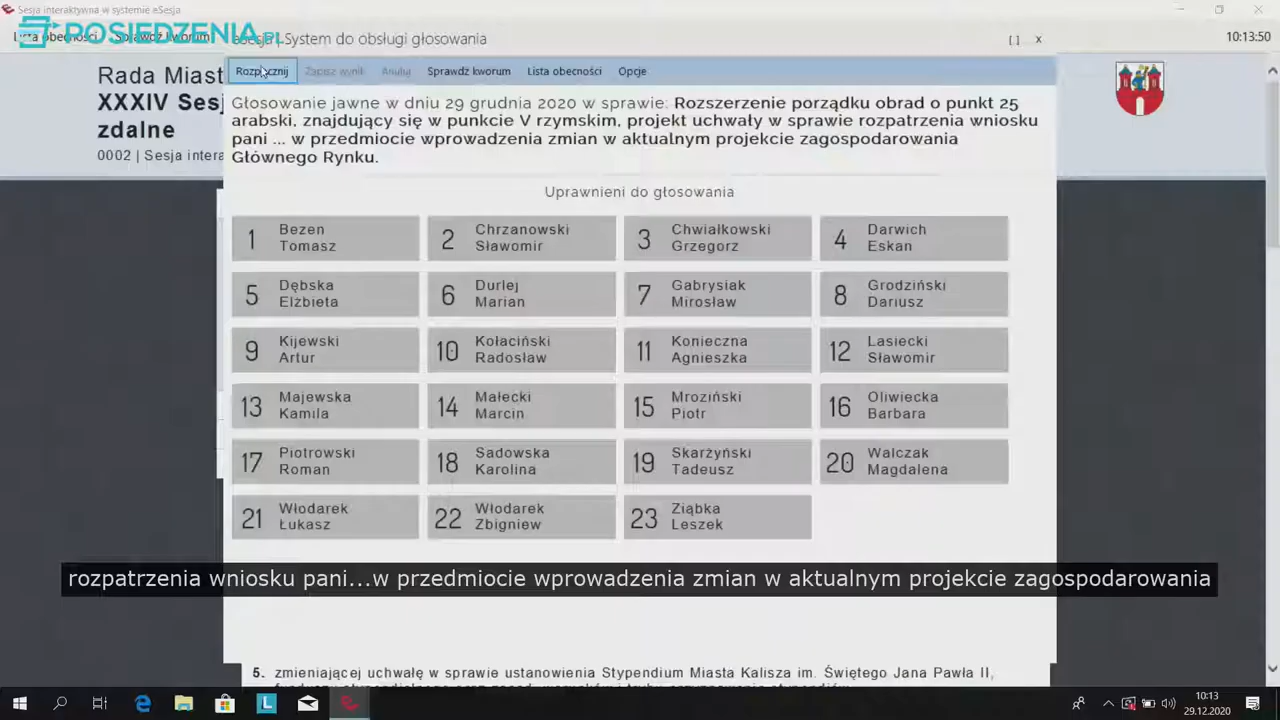 Sesja interaktywna w systemie eSesja
Lista obecności Sprawdź kworum
POSIEDZENIA.PL
eSesja | System do obsługi głosowania
[ ] x
10:13:50
Rozpocznij Zapisz wynik Anuluj Sprawdź kworum Lista obecności Opcje
Rada Miast
XXXIV Sesj
zdalne
0002 | Sesja intera
Głosowanie jawne w dniu 29 grudnia 2020 w sprawie: Rozszerzenie porządku obrad o punkt 25
arabski, znajdujący się w punkcie V rzymskim, projekt uchwały w sprawie rozpatrzenia wniosku
pani ... w przedmiocie wprowadzenia zmian w aktualnym projekcie zagospodarowania
Głównego Rynku.
Uprawnieni do głosowania
1 Bezen Tomasz
2 Chrzanowski Sławomir
3 Chwiałkowski Grzegorz
4 Darwich Eskan
5 Dębska Elżbieta
6 Durlej Marian
7 Gabrysiak Mirosław
8 Grodziński Dariusz
9 Kijewski Artur
10 Kołaciński Radosław
11 Konieczna Agnieszka
12 Lasiecki Sławomir
13 Majewska Kamila
14 Małecki Marcin
15 Mroziński Piotr
16 Oliwiecka Barbara
17 Piotrowski Roman
18 Sadowska Karolina
19 Skarżyński Tadeusz
20 Walczak Magdalena
21 Włodarek Łukasz
22 Włodarek Zbigniew
23 Ziąbka Leszek
rozpatrzenia wniosku pani...w przedmiocie wprowadzenia zmian w aktualnym projekcie zagospodarowania
5. zmieniającej uchwałę w sprawie ustanowienia Stypendium Miasta Kalisza im. Świętego Jana Pawła II,
10:13
29.12.2020